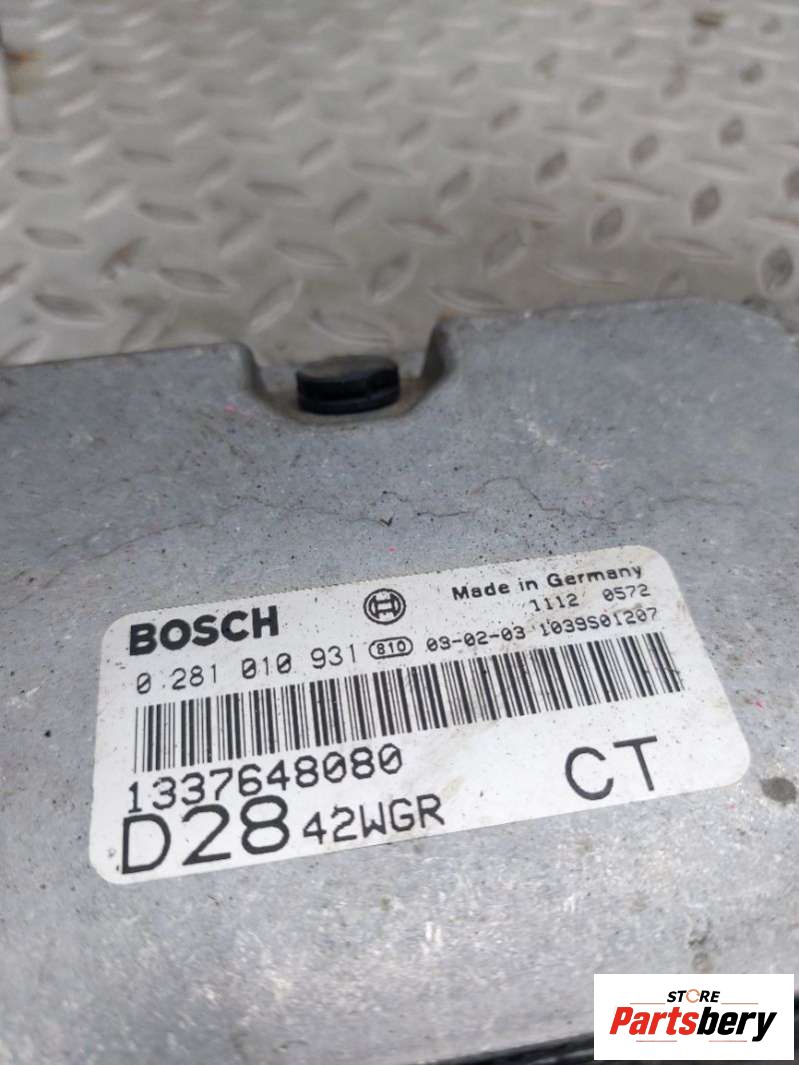 BOSCH
Made in Germany
1112 0572
0 281 010 931 810 03-02-03 1039S01207
1337648080
D28 42WGR CT
STORE
Partsbery